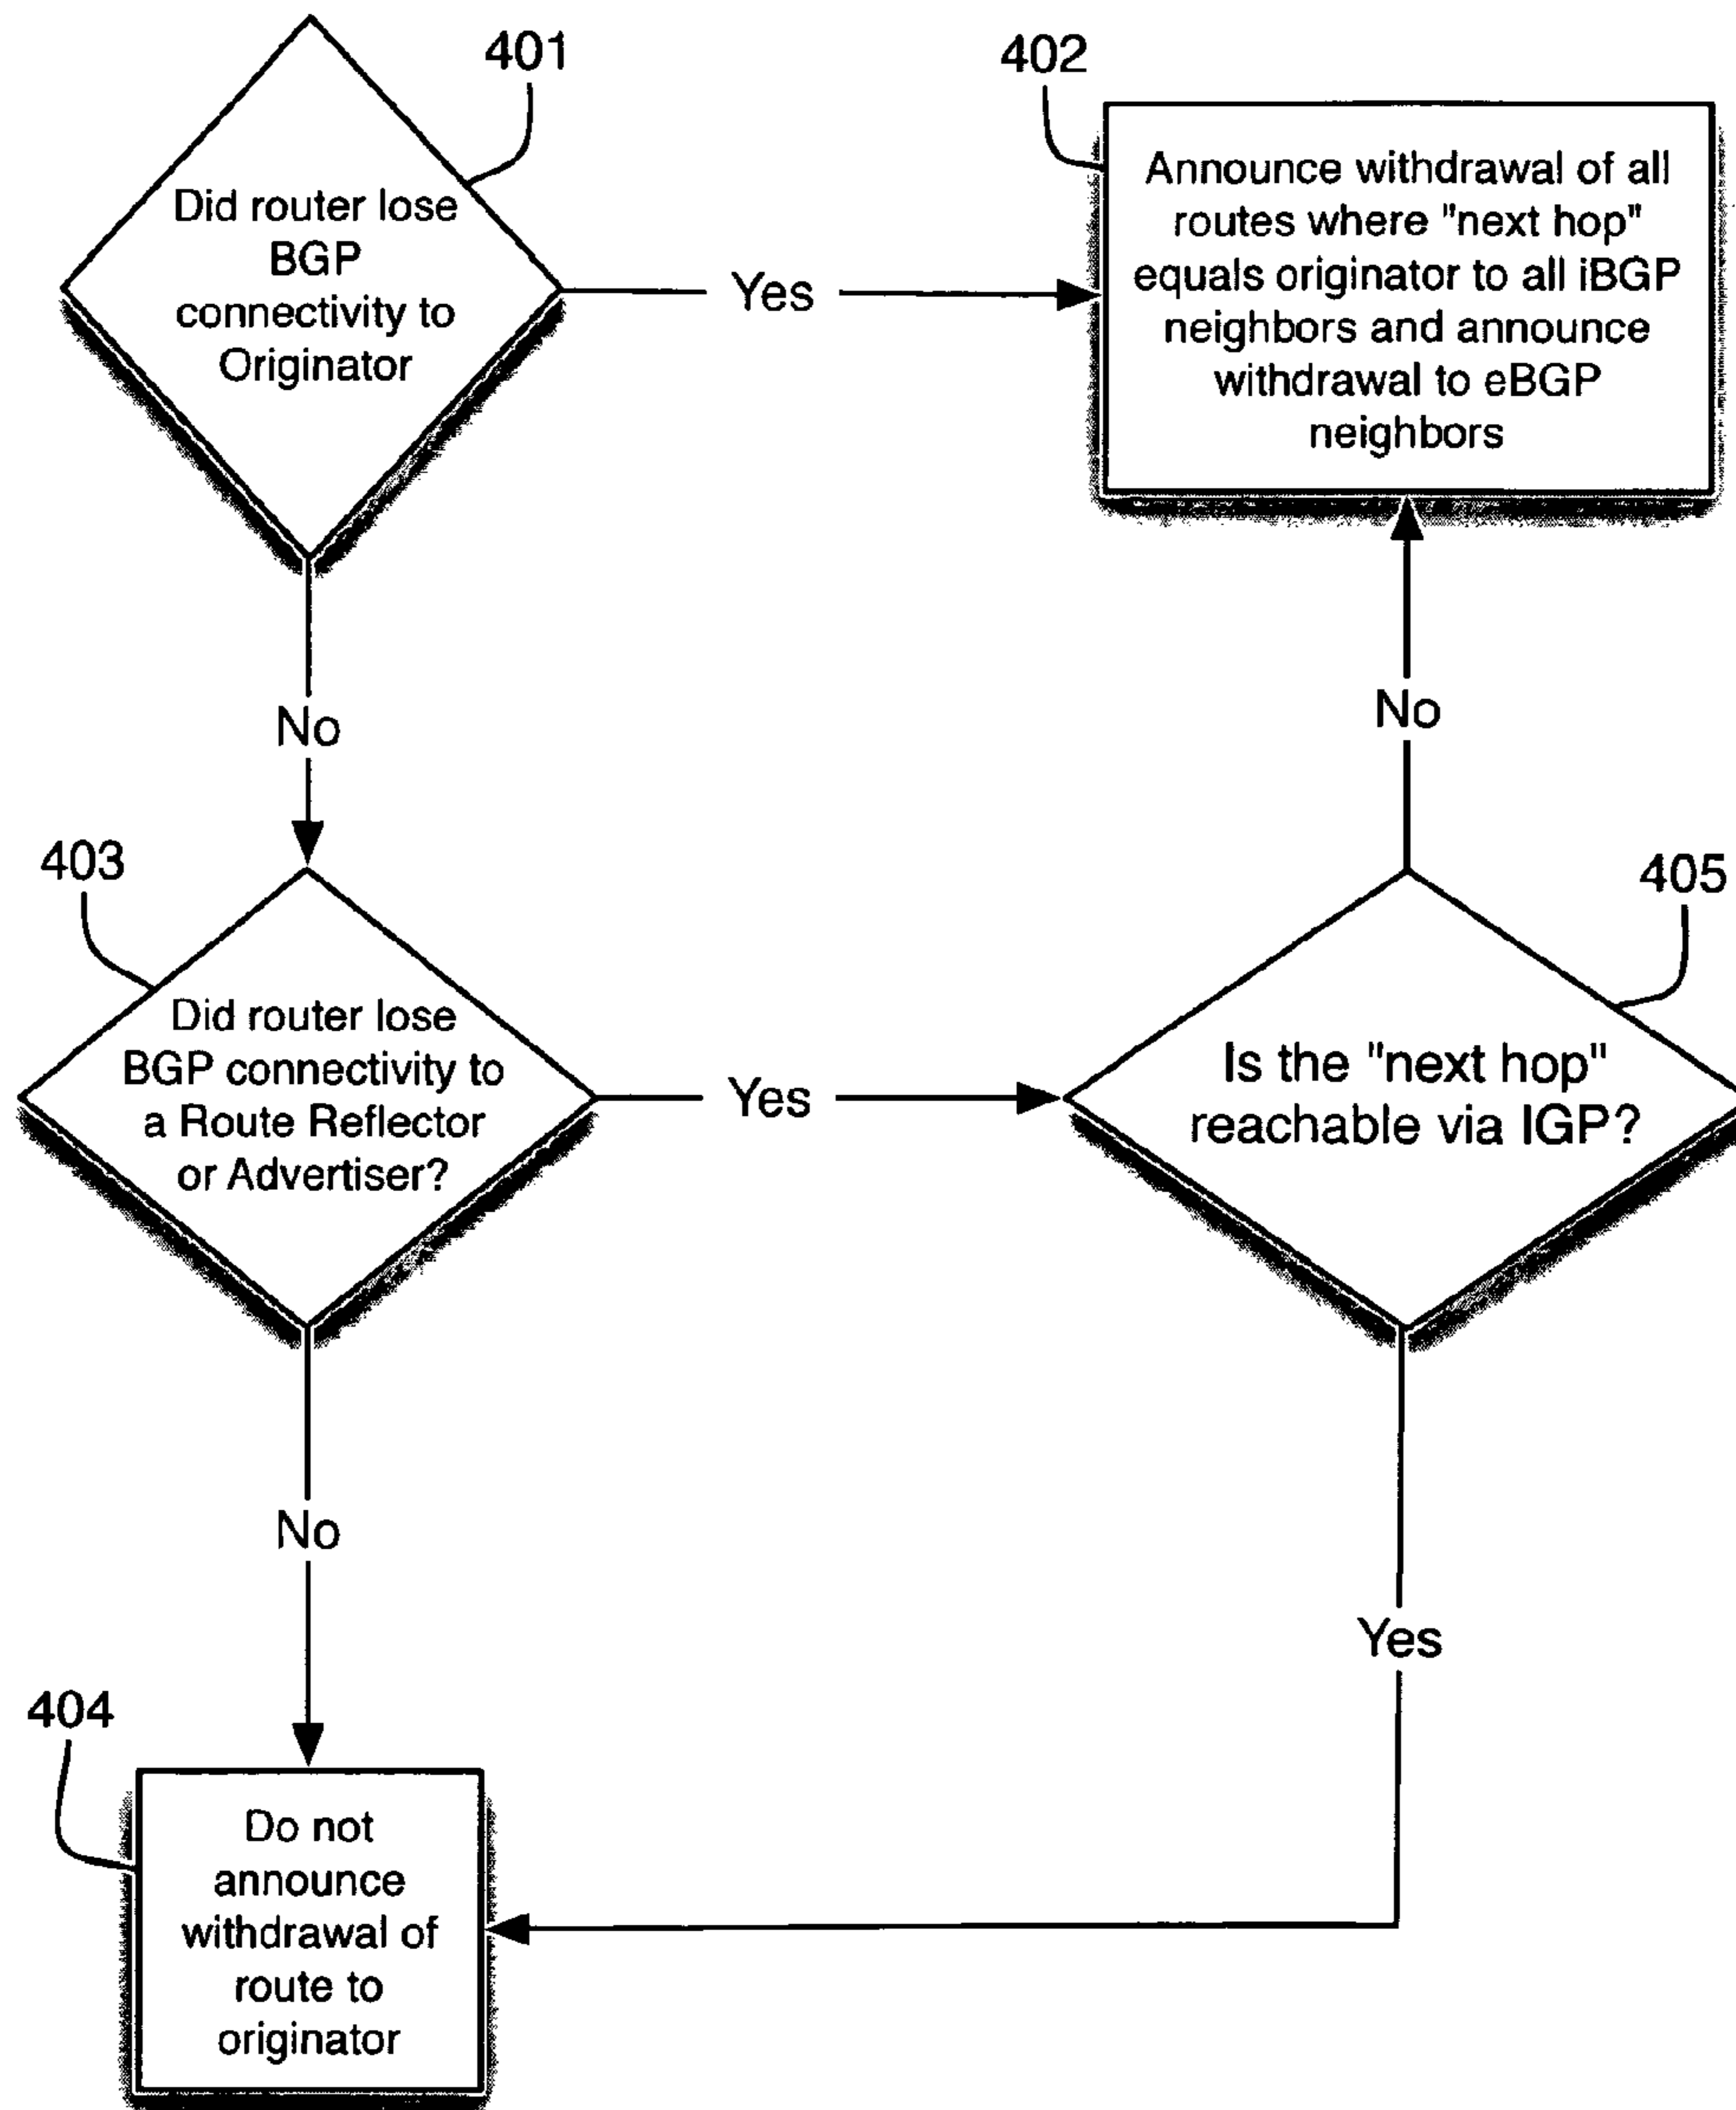 401
Did router lose
BGP
connectivity to
Originator
Yes
402
Announce withdrawal of all
routes where "next hop"
equals originator to all iBGP
neighbors and announce
withdrawal to eBGP
neighbors
No
No
403
Did router lose
BGP connectivity to
a Route Reflector
or Advertiser?
Yes
405
Is the "next hop"
reachable via IGP?
No
Yes
404
Do not
announce
withdrawal of
route to
originator